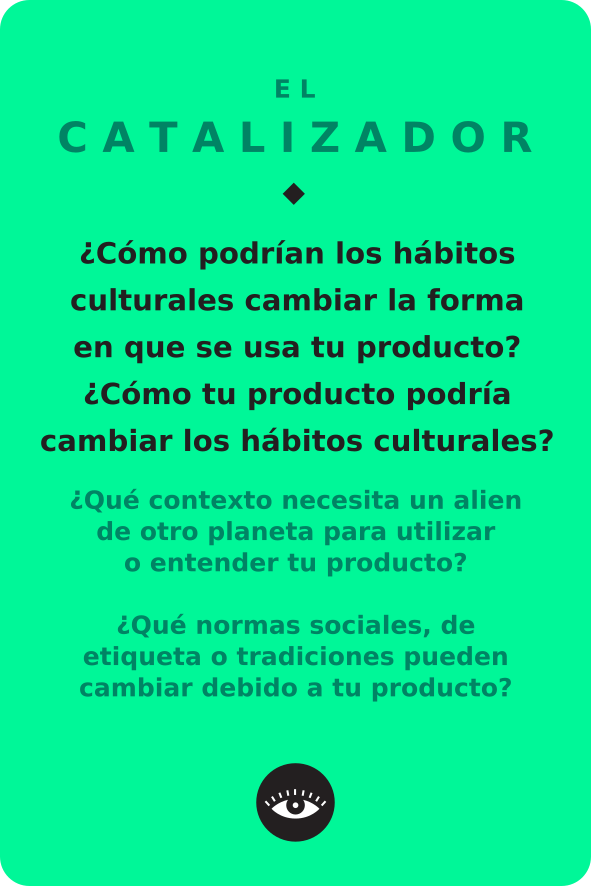 EL
CATALIZADOR
¿Cómo podrían los hábitos
culturales cambiar la forma
en que se usa tu producto?
¿Cómo tu producto podría
cambiar los hábitos culturales?
¿Qué contexto necesita un alien
de otro planeta para utilizar
o entender tu producto?
¿Qué normas sociales, de
etiqueta o tradiciones pueden
cambiar debido a tu producto?